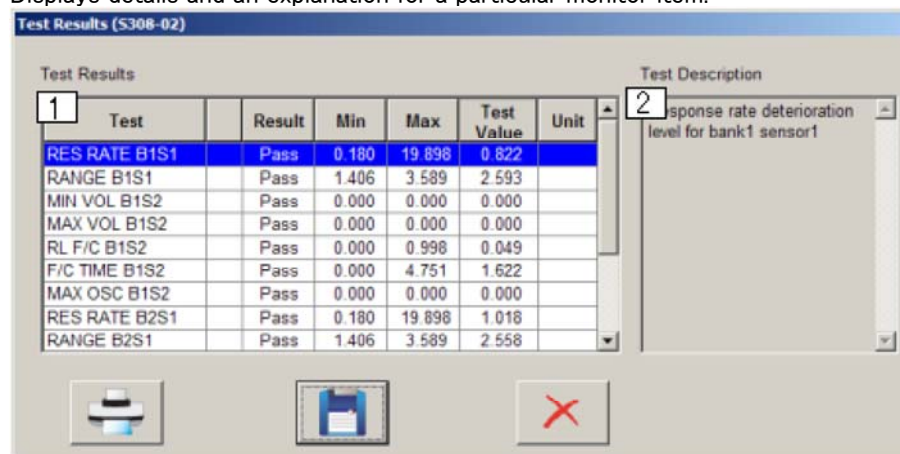 Displays details and an explanation for a particular monitor item.
Test Results (S308-02)
Test Results
Test Description
1 Test Result Min Max Test Value Unit
RES RATE B1S1 Pass 0.180 19.898 0.822
RANGE B1S1 Pass 1.406 3.589 2.593
MIN VOL B1S2 Pass 0.000 0.000 0.000
MAX VOL B1S2 Pass 0.000 0.000 0.000
RL F/C B1S2 Pass 0.000 0.998 0.049
F/C TIME B1S2 Pass 0.000 4.751 1.622
MAX OSC B1S2 Pass 0.000 0.000 0.000
RES RATE B2S1 Pass 0.180 19.898 1.018
RANGE B2S1 Pass 1.406 3.589 2.558
2 sponse rate deterioration
level for bank1 sensor1